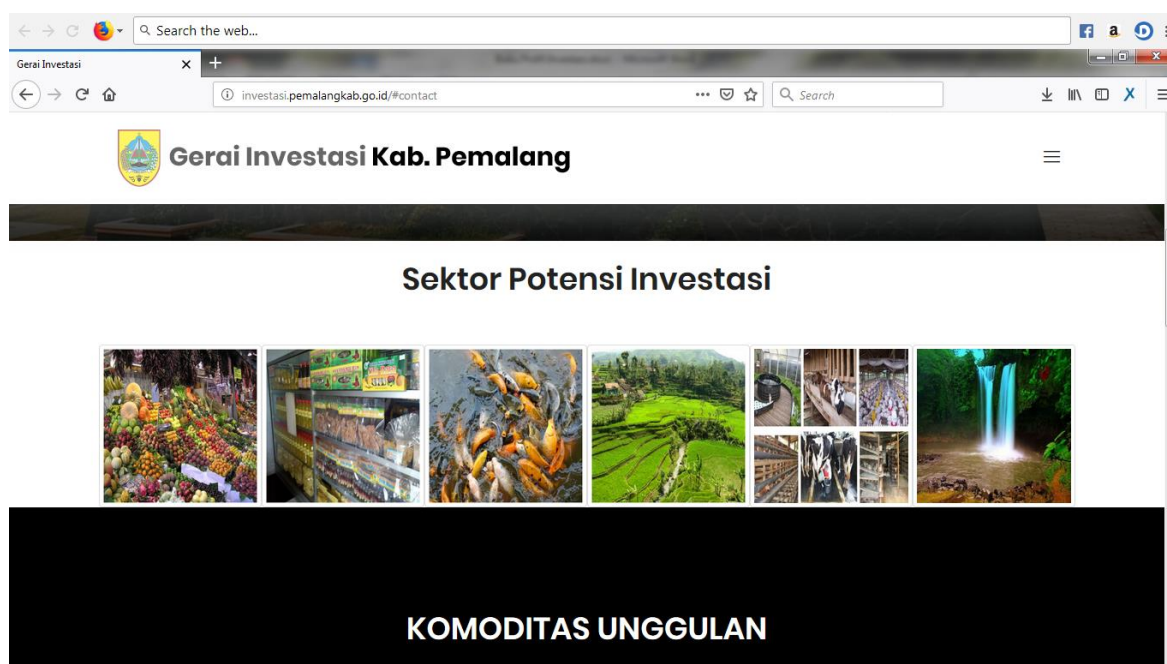 Search the web...
Gerai Investasi
investasi.pemalangkab.go.id/#contact
Search
Gerai Investasi Kab. Pemalang
Sektor Potensi Investasi
KOMODITAS UNGGULAN